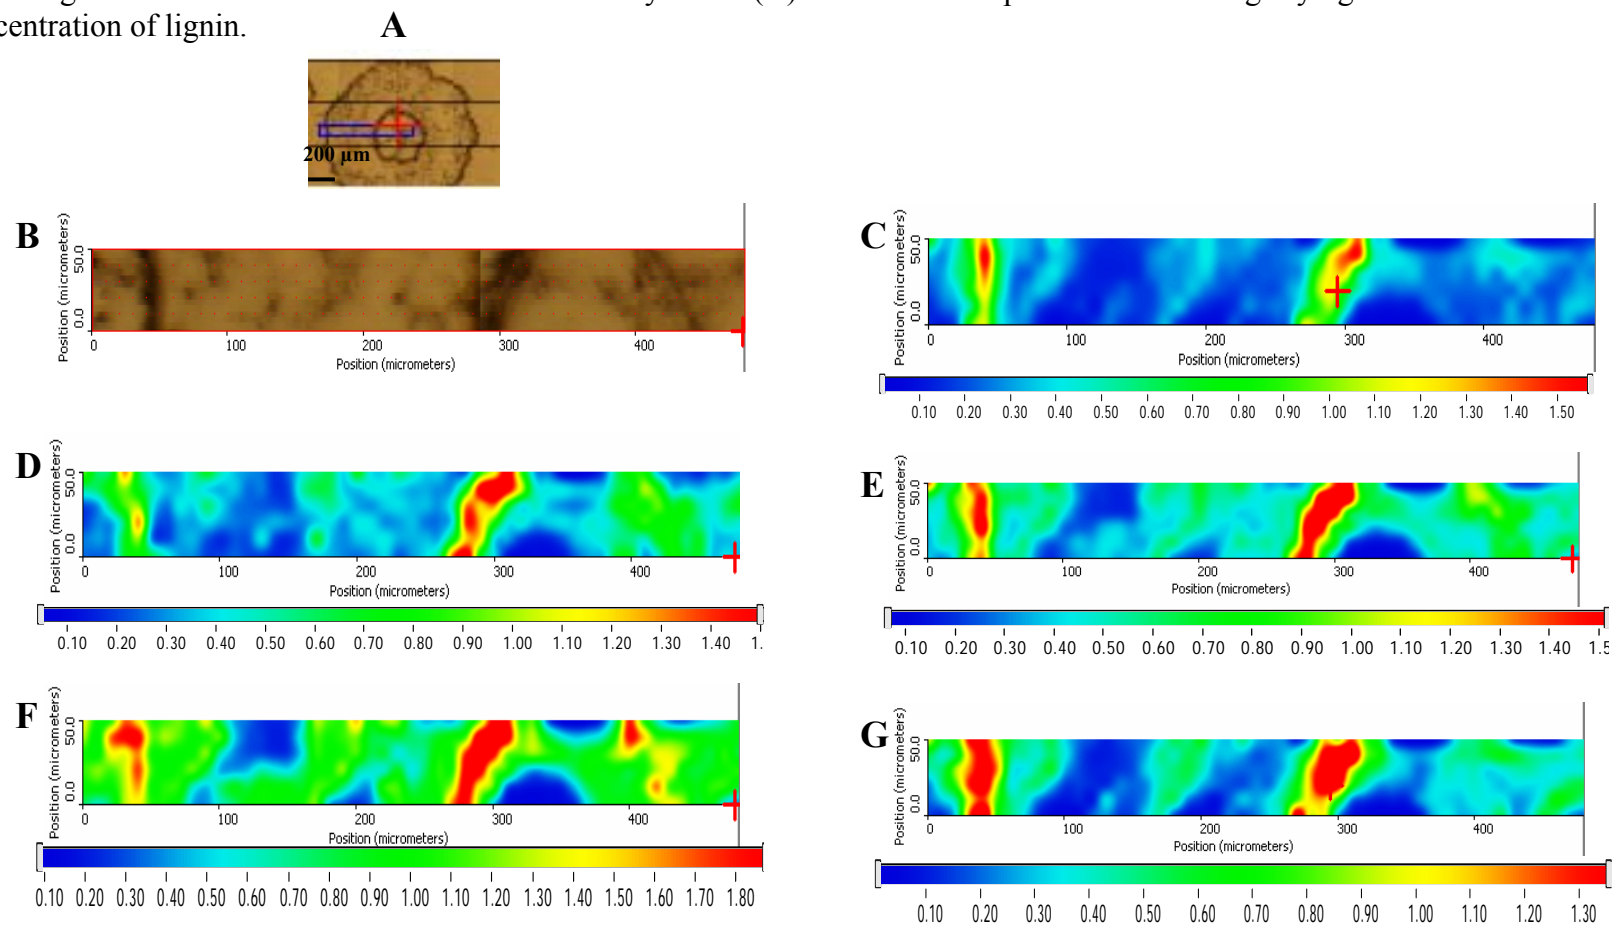 centration of lignin.
A
200 µm
B
50.0
0.0
Position (micrometers)
0 100 200 300 400
Position (micrometers)
C
50.0
0.0
Position (micrometers)
0 100 200 300 400
Position (micrometers)
0.10 0.20 0.30 0.40 0.50 0.60 0.70 0.80 0.90 1.00 1.10 1.20 1.30 1.40 1.50
D
50.0
0.0
Position (micrometers)
0 100 200 300 400
Position (micrometers)
0.10 0.20 0.30 0.40 0.50 0.60 0.70 0.80 0.90 1.00 1.10 1.20 1.30 1.40 1.
E
50.0
0.0
Position (micrometers)
0 100 200 300 400
Position (micrometers)
0.10 0.20 0.30 0.40 0.50 0.60 0.70 0.80 0.90 1.00 1.10 1.20 1.30 1.40 1.5
F
50.0
0.0
Position (micrometers)
0 100 200 300 400
Position (micrometers)
0.10 0.20 0.30 0.40 0.50 0.60 0.70 0.80 0.90 1.00 1.10 1.20 1.30 1.40 1.50 1.60 1.70 1.80
G
50.0
0.0
Position (micrometers)
0 100 200 300 400
Position (micrometers)
0.10 0.20 0.30 0.40 0.50 0.60 0.70 0.80 0.90 1.00 1.10 1.20 1.30